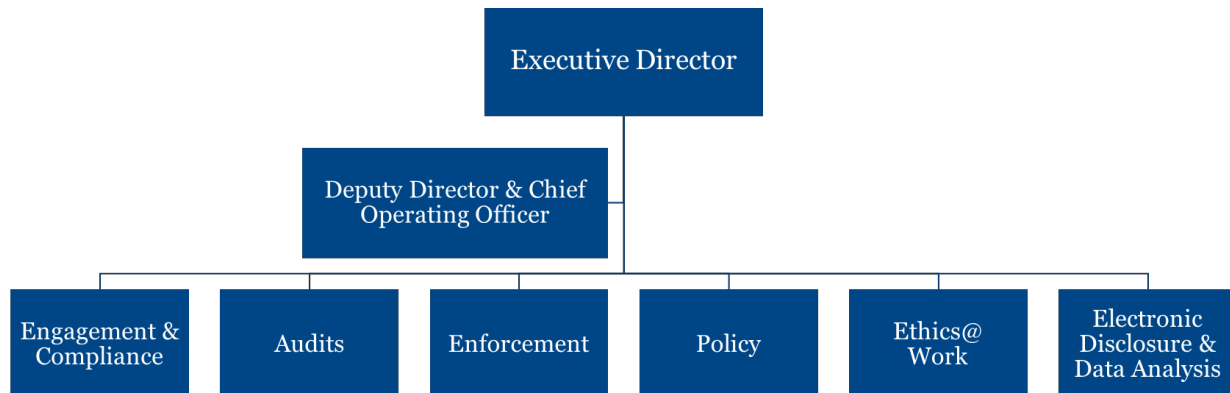 Executive Director
Deputy Director & Chief
Operating Officer
Engagement &
Compliance
Audits
Enforcement
Policy
Ethics@
Work
Electronic
Disclosure &
Data Analysis